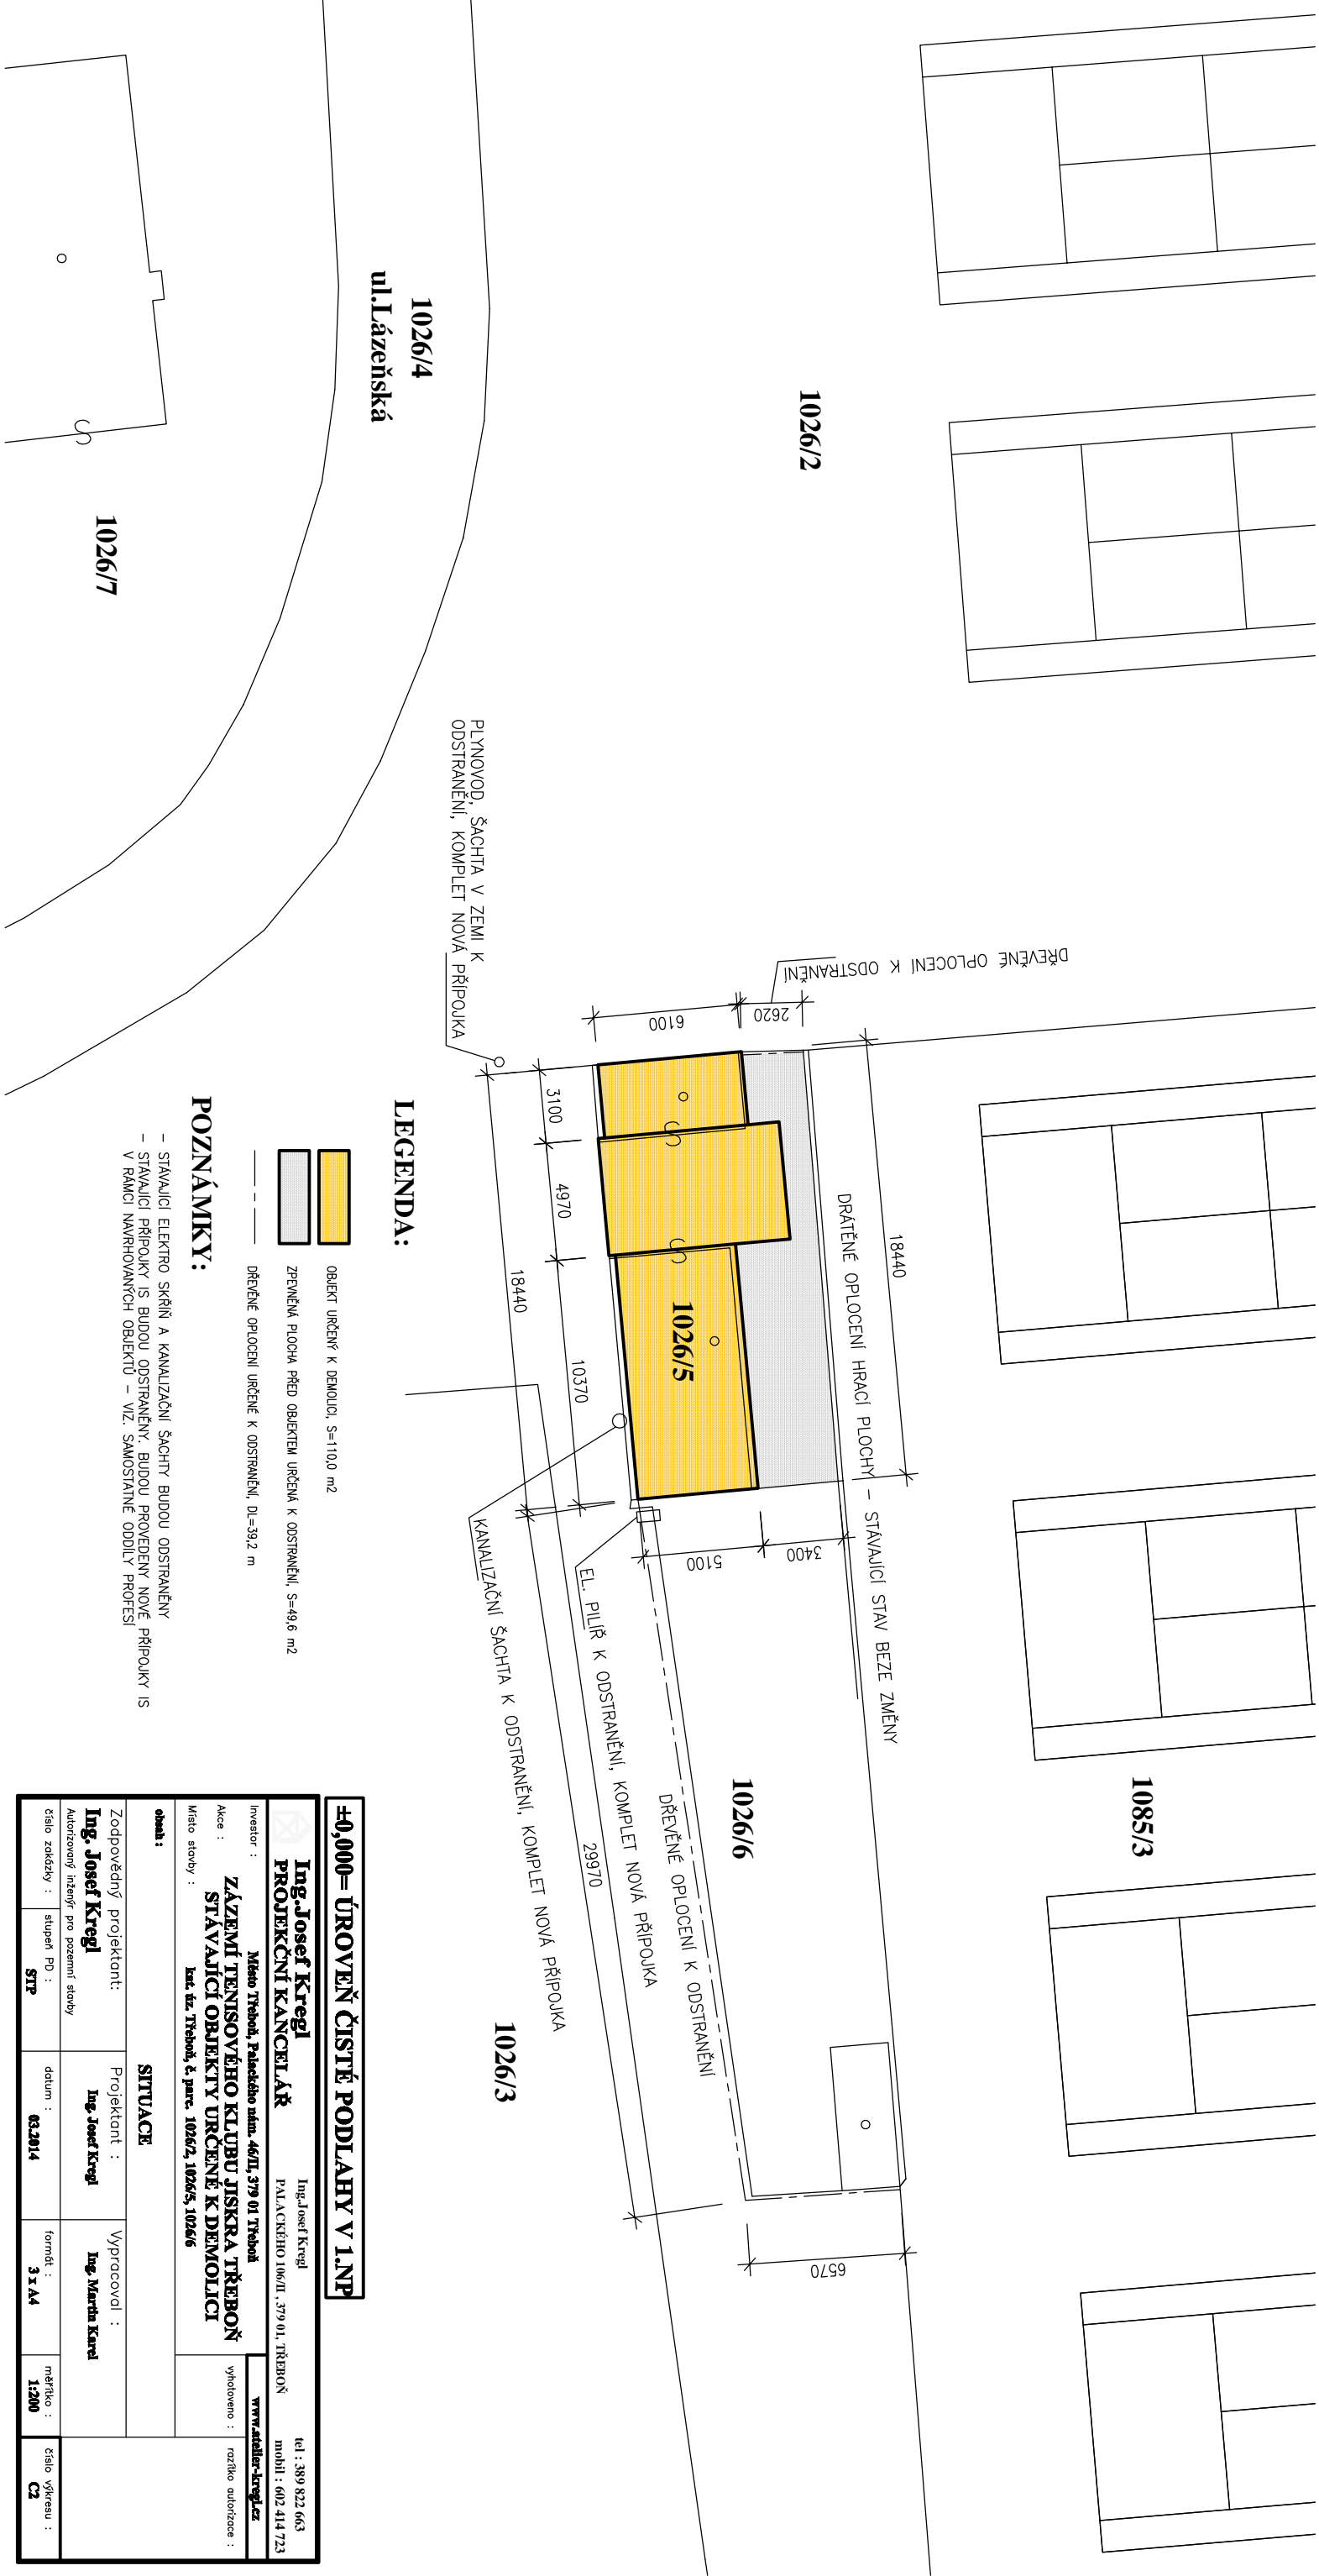 1026/2
1085/3
1026/4
ul.Lázeňská
1026/7
1026/5
1026/6
1026/3
PLYNOVOD, ŠACHTA V ZEMI K
ODSTRANĚNÍ, KOMPLET NOVÁ PŘÍPOJKA
DŘEVĚNÉ OPLOCENÍ K ODSTRANĚNÍ
2620
6100
3100
4970
10370
18440
18440
DRÁTĚNÉ OPLOCENÍ HRACÍ PLOCHY – STÁVAJÍCÍ STAV BEZE ZMĚNY
3400
5100
29970
6570
DŘEVĚNÉ OPLOCENÍ K ODSTRANĚNÍ
EL. PILÍŘ K ODSTRANĚNÍ, KOMPLET NOVÁ PŘÍPOJKA
KANALIZAČNÍ ŠACHTA K ODSTRANĚNÍ, KOMPLET NOVÁ PŘÍPOJKA
LEGENDA:
OBJEKT URČENÝ K DEMOLICI, S=110,0 m2
ZPEVNĚNÁ PLOCHA PŘED OBJEKTEM URČENÁ K ODSTRANĚNÍ, S=49,6 m2
DŘEVĚNÉ OPLOCENÍ URČENÉ K ODSTRANĚNÍ, DL=39,2 m
POZNÁMKY:
– STÁVAJÍCÍ ELEKTRO SKŘÍŇ A KANALIZAČNÍ ŠACHTY BUDOU ODSTRANĚNY
– STÁVAJÍCÍ PŘÍPOJKY IS BUDOU ODSTRANĚNY. BUDOU PROVEDENY NOVÉ PŘÍPOJKY IS
V RÁMCI NAVRHOVANÝCH OBJEKTŮ – VIZ. SAMOSTATNÉ ODDÍLY PROFESÍ
±0,000= ÚROVEŇ ČISTÉ PODLAHY V 1.NP
Ing.Josef Kregl
PROJEKČNÍ KANCELÁŘ
Ing.Josef Kregl
PALACKÉHO 106/II , 379 01, TŘEBOŇ
tel : 389 822 663
mobil : 602 414 723
www.atelier-kregl.cz
Investor : Město Třeboň, Palackého nám. 46/II, 379 01 Třeboň
Akce : ZÁZEMÍ TENISOVÉHO KLUBU JISKRA TŘEBOŇ
STÁVAJÍCÍ OBJEKTY URČENÉ K DEMOLICI
Místo stavby : kat. úz. Třeboň, č. parc. 1026/2, 1026/5, 1026/6
vyhotoveno : razítko autorizace :
obsah :
SITUACE
Zodpovědný projektant: Projektant : Vypracoval :
Ing. Josef Kregl Ing. Josef Kregl Ing. Martin Karel
Autorizovaný inženýr pro pozemní stavby
číslo zakázky : stupeň PD : datum : formát : měřítko : číslo výkresu :
STP 03.2014 3 x A4 1:200 C2